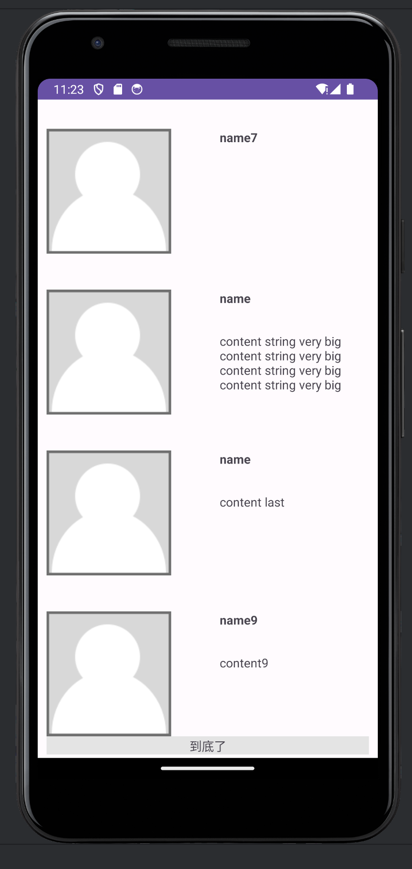 11:23
name7
name
content string very big
content string very big
content string very big
content string very big
name
content last
name9
content9
到底了